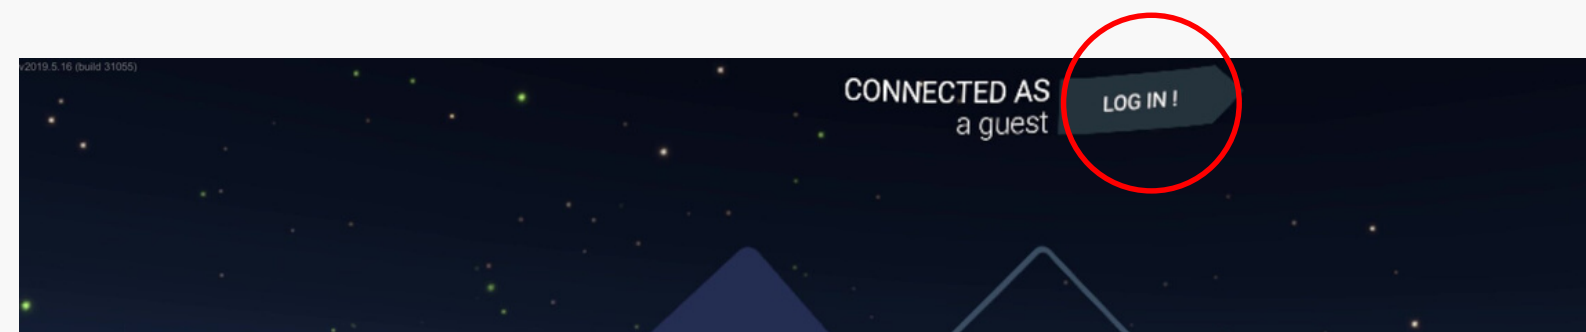 v2019.5.16 (build 31055)
CONNECTED AS
a guest
LOG IN !